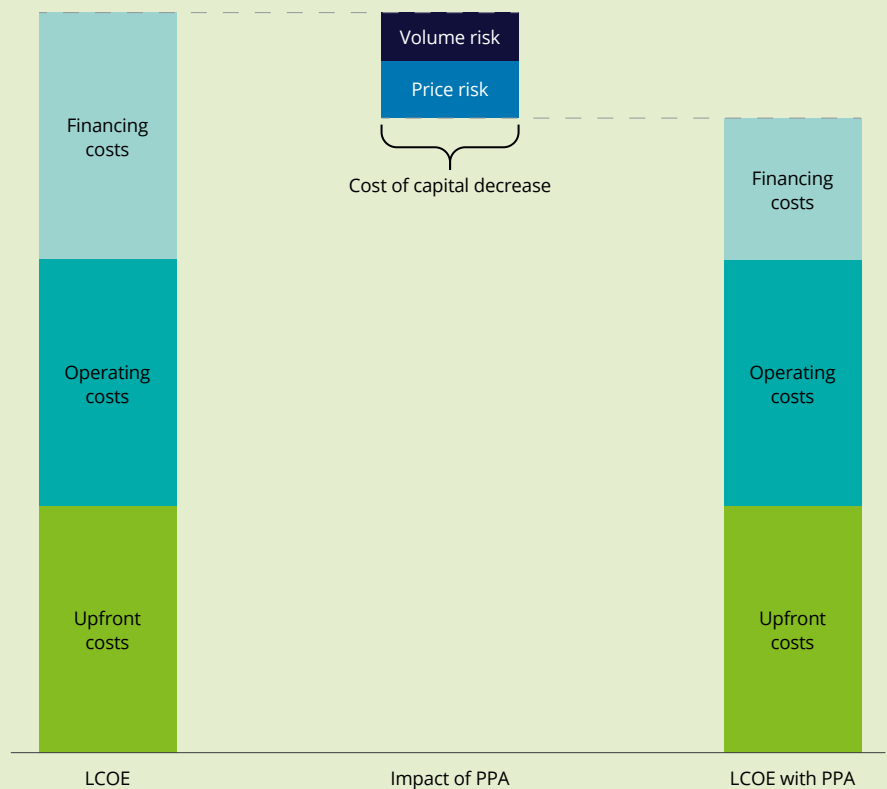 Financing
costs
Operating
costs
Upfront
costs
LCOE
Volume risk
Price risk
Cost of capital decrease
Impact of PPA
Financing
costs
Operating
costs
Upfront
costs
LCOE with PPA